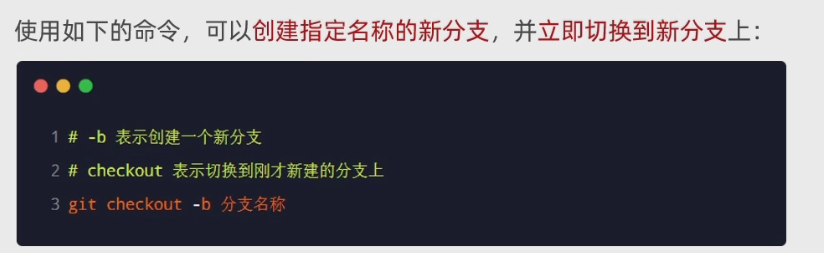 使用如下的命令，可以创建指定名称的新分支，并立即切换到新分支上：
1 # -b 表示创建一个新分支
2 # checkout 表示切换到刚才新建的分支上
3 git checkout -b 分支名称